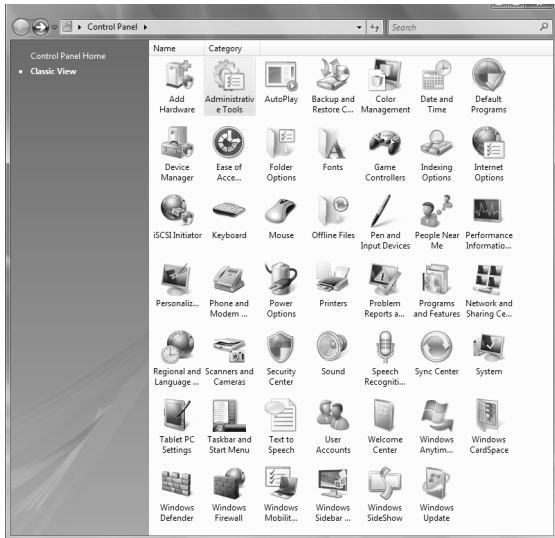 Control Panel
Search
Control Panel Home
Classic View
Name Category
Add Hardware
Administrativ e Tools
AutoPlay
Backup and Restore C...
Color Management
Date and Time
Default Programs
Device Manager
Ease of Acce...
Folder Options
Fonts
Game Controllers
Indexing Options
Internet Options
iSCSI Initiator
Keyboard
Mouse
Offline Files
Pen and Input Devices
People Near Me
Performance Informatio...
Personaliz...
Phone and Modem ...
Power Options
Printers
Problem Reports a...
Programs and Features
Network and Sharing Ce...
Regional and Language ...
Scanners and Cameras
Security Center
Sound
Speech Recogniti...
Sync Center
System
Tablet PC Settings
Taskbar and Start Menu
Text to Speech
User Accounts
Welcome Center
Windows Anytim...
Windows CardSpace
Windows Defender
Windows Firewall
Windows Mobilit...
Windows Sidebar ...
Windows SideShow
Windows Update